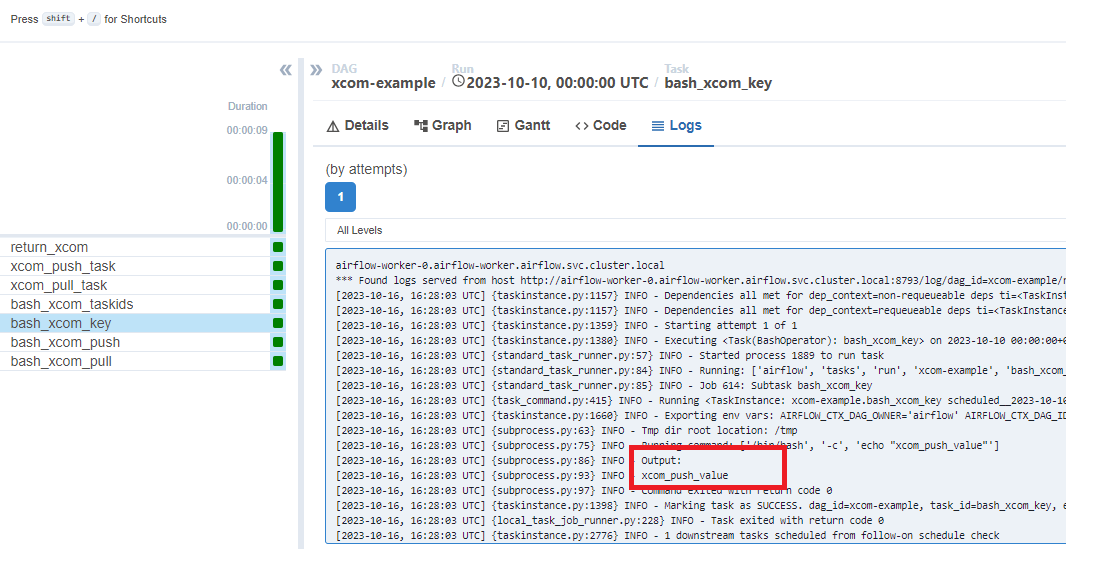 Press shift + / for Shortcuts
DAG
xcom-example
/
Run
2023-10-10, 00:00:00 UTC
/
Task
bash_xcom_key
Duration
00:00:09
00:00:04
00:00:00
return_xcom
xcom_push_task
xcom_pull_task
bash_xcom_taskids
bash_xcom_key
bash_xcom_push
bash_xcom_pull
Details Graph Gantt Code Logs
(by attempts)
1
All Levels
airflow-worker-0.airflow-worker.airflow.svc.cluster.local
*** Found logs served from host http://airflow-worker-0.airflow-worker.airflow.svc.cluster.local:8793/log/dag_id=xcom-example/r
[2023-10-16, 16:28:03 UTC] {taskinstance.py:1157} INFO - Dependencies all met for dep_context=non-requeueable deps ti=<TaskInst
[2023-10-16, 16:28:03 UTC] {taskinstance.py:1157} INFO - Dependencies all met for dep_context=requeueable deps ti=<TaskInstance
[2023-10-16, 16:28:03 UTC] {taskinstance.py:1359} INFO - Starting attempt 1 of 1
[2023-10-16, 16:28:03 UTC] {taskinstance.py:1380} INFO - Executing <Task(BashOperator): bash_xcom_key> on 2023-10-10 00:00:00+0
[2023-10-16, 16:28:03 UTC] {standard_task_runner.py:57} INFO - Started process 1889 to run task
[2023-10-16, 16:28:03 UTC] {standard_task_runner.py:84} INFO - Running: ['airflow', 'tasks', 'run', 'xcom-example', 'bash_xcom_
[2023-10-16, 16:28:03 UTC] {standard_task_runner.py:85} INFO - Job 614: Subtask bash_xcom_key
[2023-10-16, 16:28:03 UTC] {task_command.py:415} INFO - Running <TaskInstance: xcom-example.bash_xcom_key scheduled__2023-10-10
[2023-10-16, 16:28:03 UTC] {taskinstance.py:1660} INFO - Exporting env vars: AIRFLOW_CTX_DAG_OWNER='airflow' AIRFLOW_CTX_DAG_ID
[2023-10-16, 16:28:03 UTC] {subprocess.py:63} INFO - Tmp dir root location: /tmp
[2023-10-16, 16:28:03 UTC] {subprocess.py:75} INFO - Running command: ['/bin/bash', '-c', 'echo "xcom_push_value"']
[2023-10-16, 16:28:03 UTC] {subprocess.py:86} INFO - Output:
[2023-10-16, 16:28:03 UTC] {subprocess.py:93} INFO - xcom_push_value
[2023-10-16, 16:28:03 UTC] {subprocess.py:97} INFO - Command exited with return code 0
[2023-10-16, 16:28:03 UTC] {taskinstance.py:1398} INFO - Marking task as SUCCESS. dag_id=xcom-example, task_id=bash_xcom_key, e
[2023-10-16, 16:28:03 UTC] {local_task_job_runner.py:228} INFO - Task exited with return code 0
[2023-10-16, 16:28:03 UTC] {taskinstance.py:2776} INFO - 1 downstream tasks scheduled from follow-on schedule check